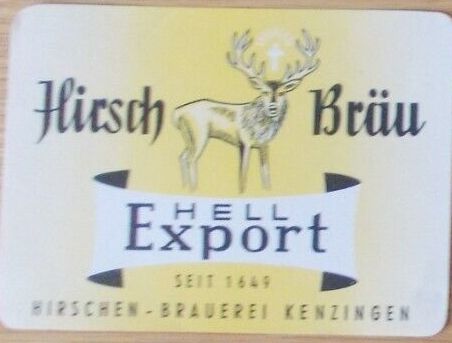 Hirsch Bräu
HELL
Export
SEIT 1649
HIRSCHEN-BRAUEREI KENZINGEN